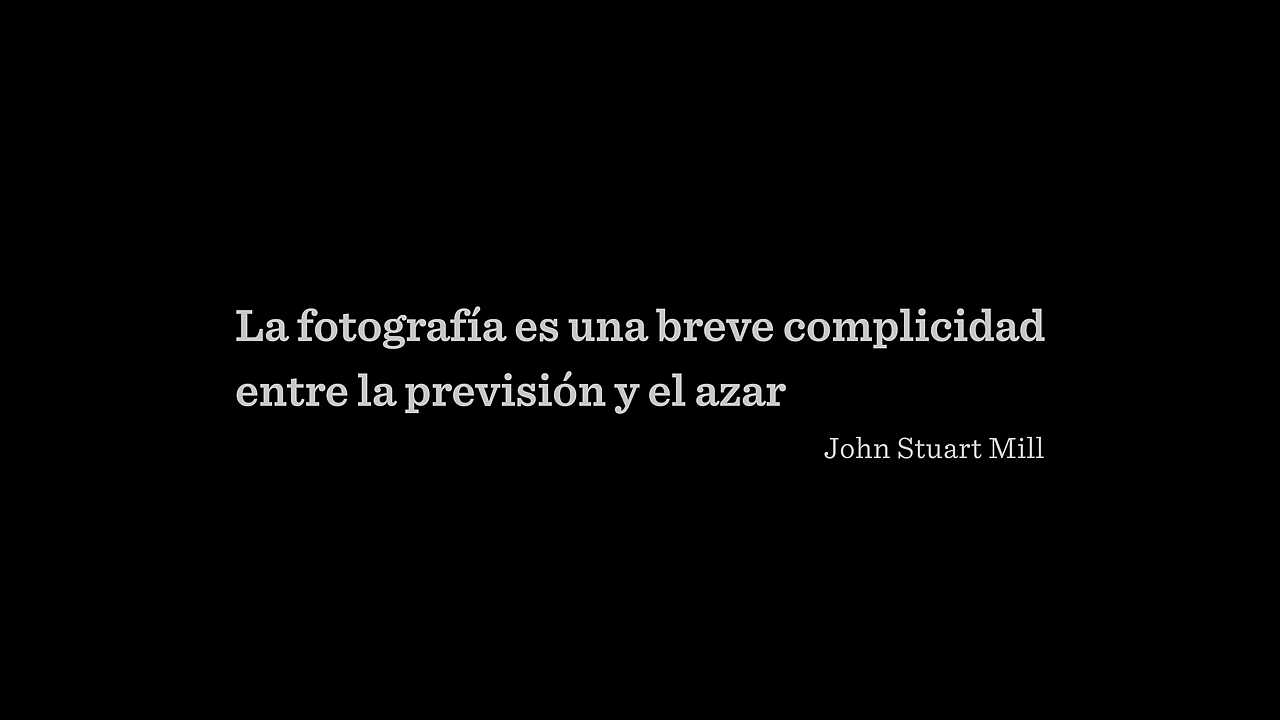 La fotografía es una breve complicidad
entre la previsión y el azar
John Stuart Mill